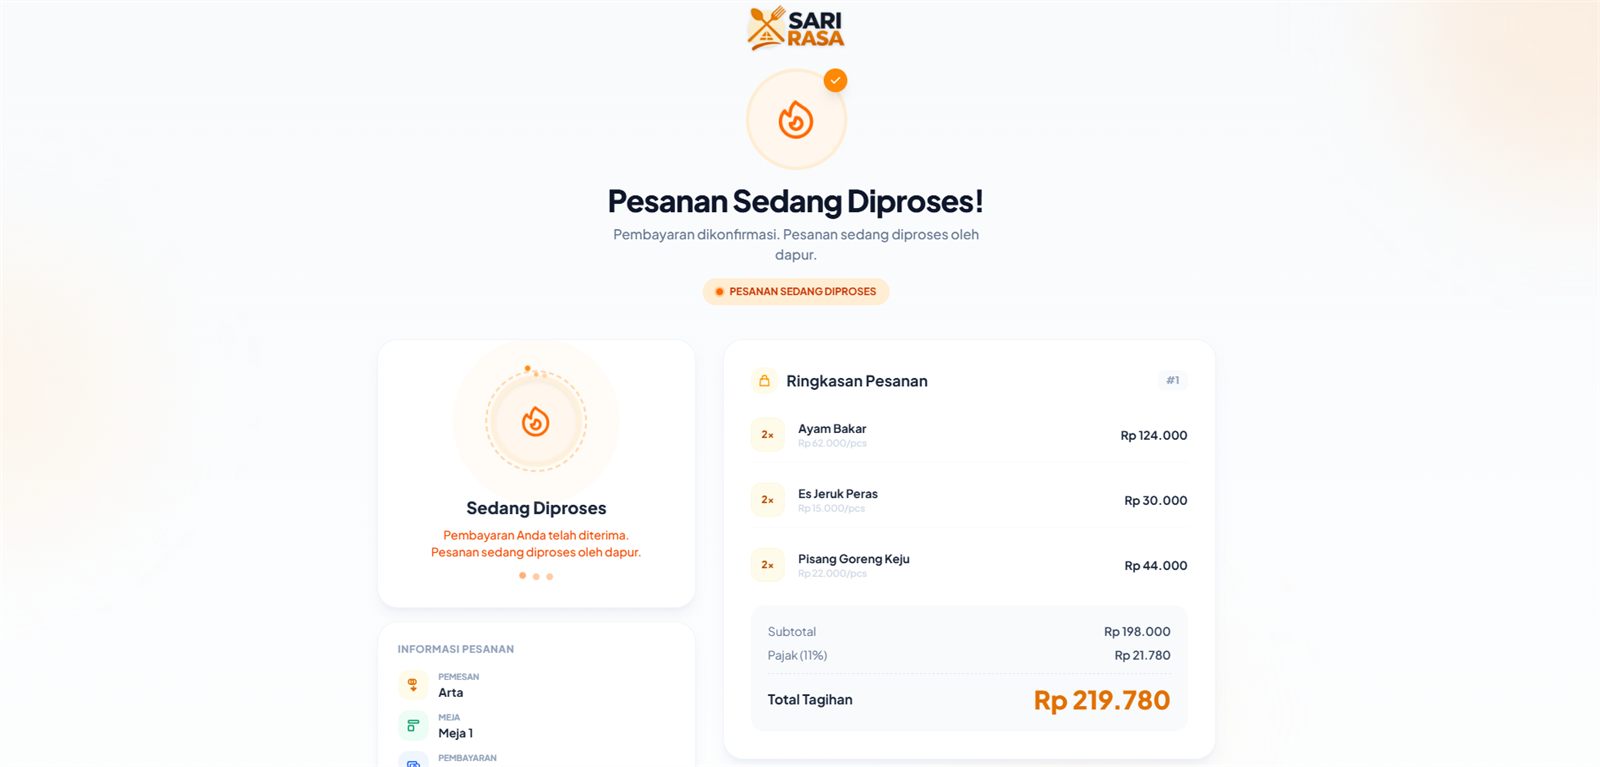 SARI
RASA
Pesanan Sedang Diproses!
Pembayaran dikonfirmasi. Pesanan sedang diproses oleh
dapur.
PESANAN SEDANG DIPROSES
Sedang Diproses
Pembayaran Anda telah diterima.
Pesanan sedang diproses oleh dapur.
INFORMASI PESANAN
PEMESAN
Arta
MEJA
Meja 1
PEMBAYARAN
Ringkasan Pesanan
#1
2×
Ayam Bakar
Rp 62.000/pcs
Rp 124.000
2×
Es Jeruk Peras
Rp 15.000/pcs
Rp 30.000
2×
Pisang Goreng Keju
Rp 22.000/pcs
Rp 44.000
Subtotal
Rp 198.000
Pajak (11%)
Rp 21.780
Total Tagihan
Rp 219.780